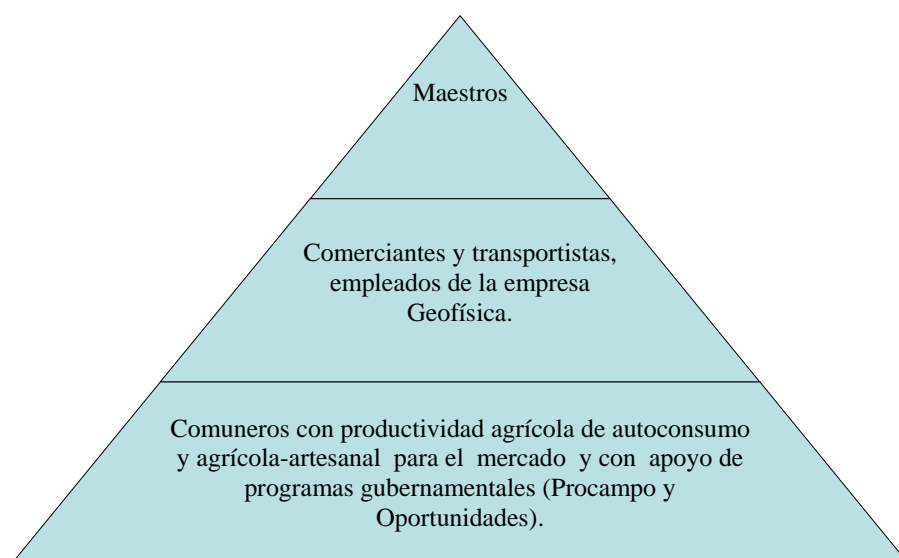 Maestros
Comerciantes y transportistas,
empleados de la empresa
Geofísica.
Comuneros con productividad agrícola de autoconsumo
y agrícola-artesanal para el mercado y con apoyo de
programas gubernamentales (Procampo y
Oportunidades).